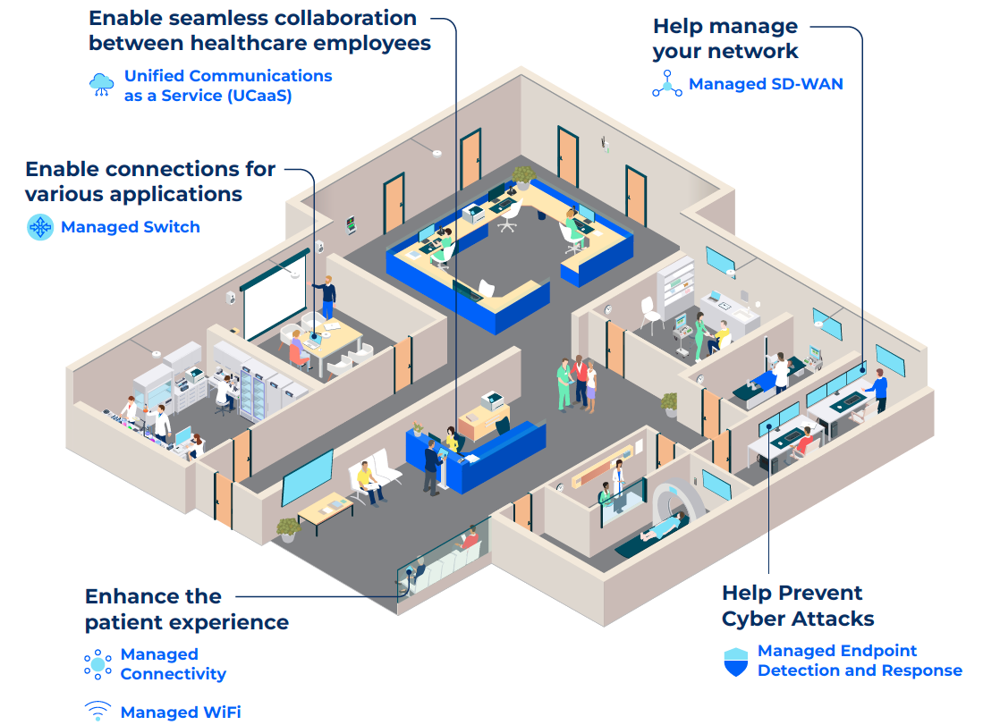 Enable seamless collaboration
between healthcare employees
Unified Communications
as a Service (UCaaS)
Help manage
your network
Managed SD-WAN
Enable connections for
various applications
Managed Switch
Enhance the
patient experience
Managed
Connectivity
Managed WiFi
Help Prevent
Cyber Attacks
Managed Endpoint
Detection and Response